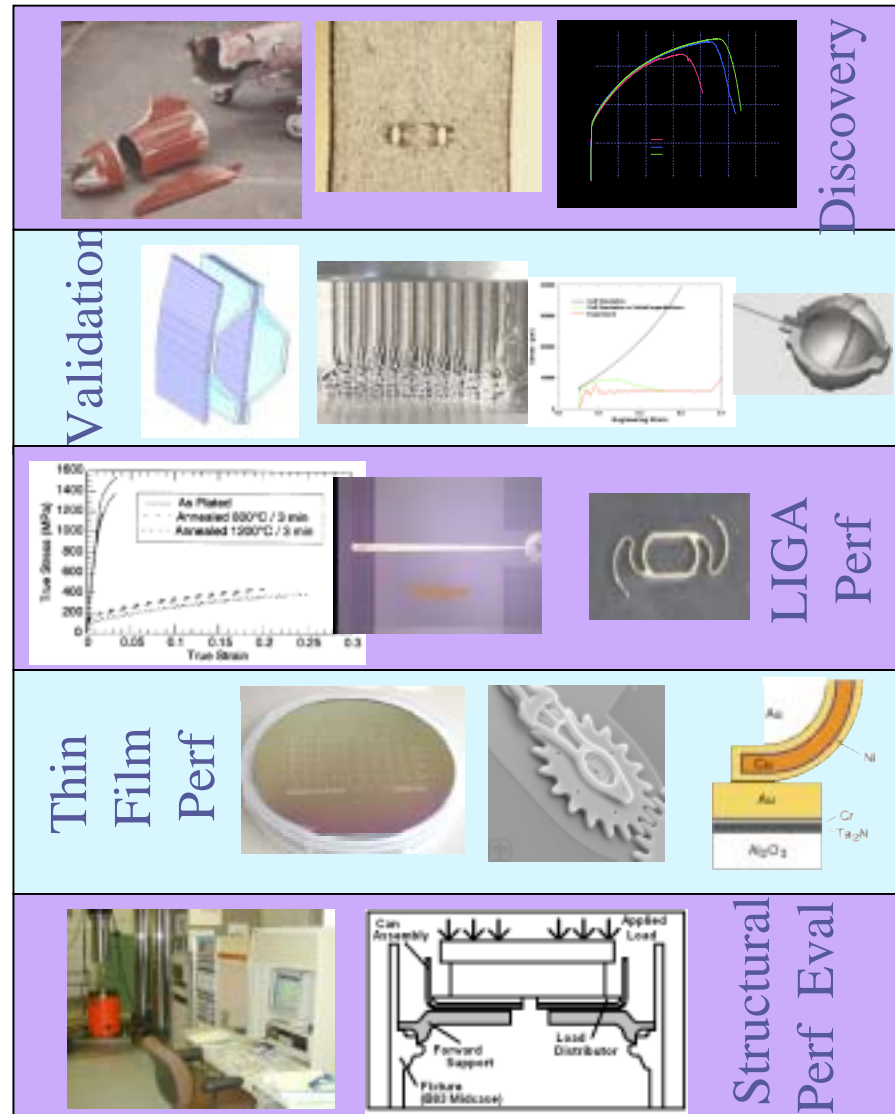 Discovery
Validation
Engineering Strain
1600
1400
1200
1000
800
600
400
200
0
True Stress (MPa)
As Plated
Annealed 600°C / 3 min
Annealed 1200°C / 3 min
0
0.05
0.1
0.15
0.2
0.25
0.3
True Strain
LIGA
Perf
Thin
Film
Perf
Au
Ni
Cu
Au
Cr
Ta₂N
Al₂O₃
Can
Assembly
Applied
Load
Forward
Support
Load
Distributor
Fixture
(B83 Midcase)
Structural
Perf Eval